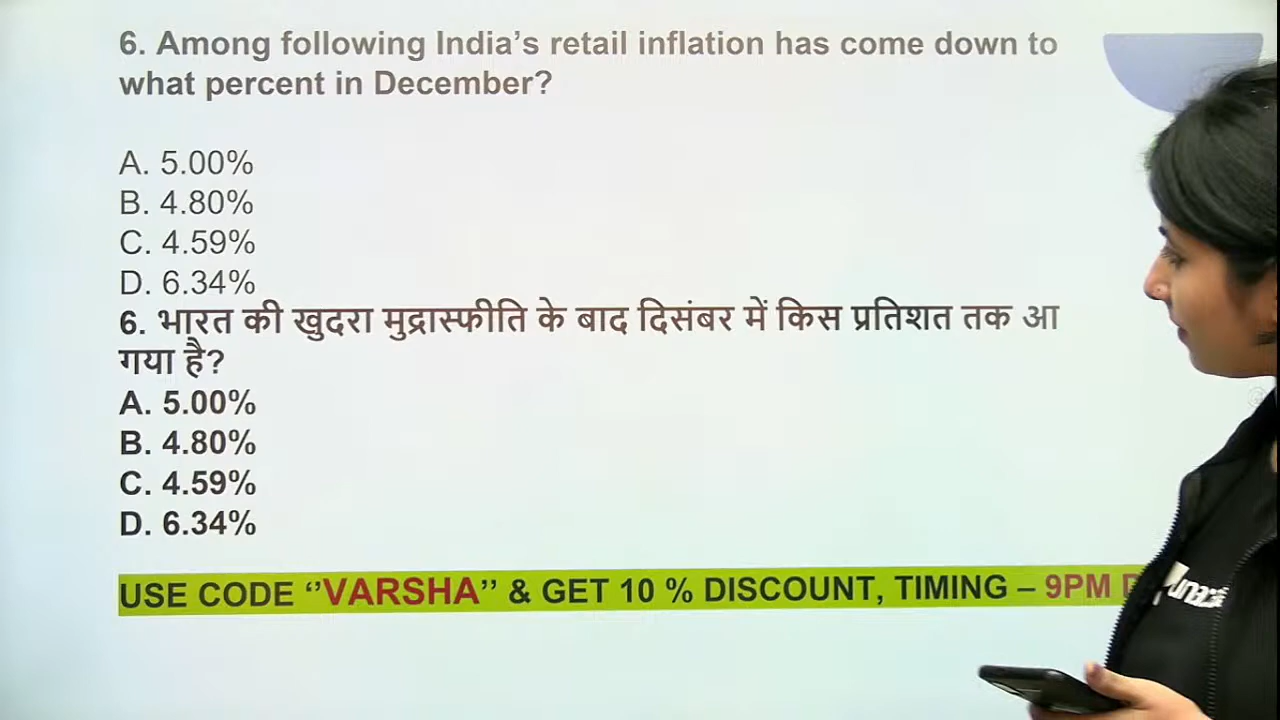 6. Among following India’s retail inflation has come down to
what percent in December?
A. 5.00%
B. 4.80%
C. 4.59%
D. 6.34%
6. भारत की खुदरा मुद्रास्फीति के बाद दिसंबर में किस प्रतिशत तक आ
गया है?
A. 5.00%
B. 4.80%
C. 4.59%
D. 6.34%
USE CODE ‘’VARSHA’’ & GET 10 % DISCOUNT, TIMING – 9PM